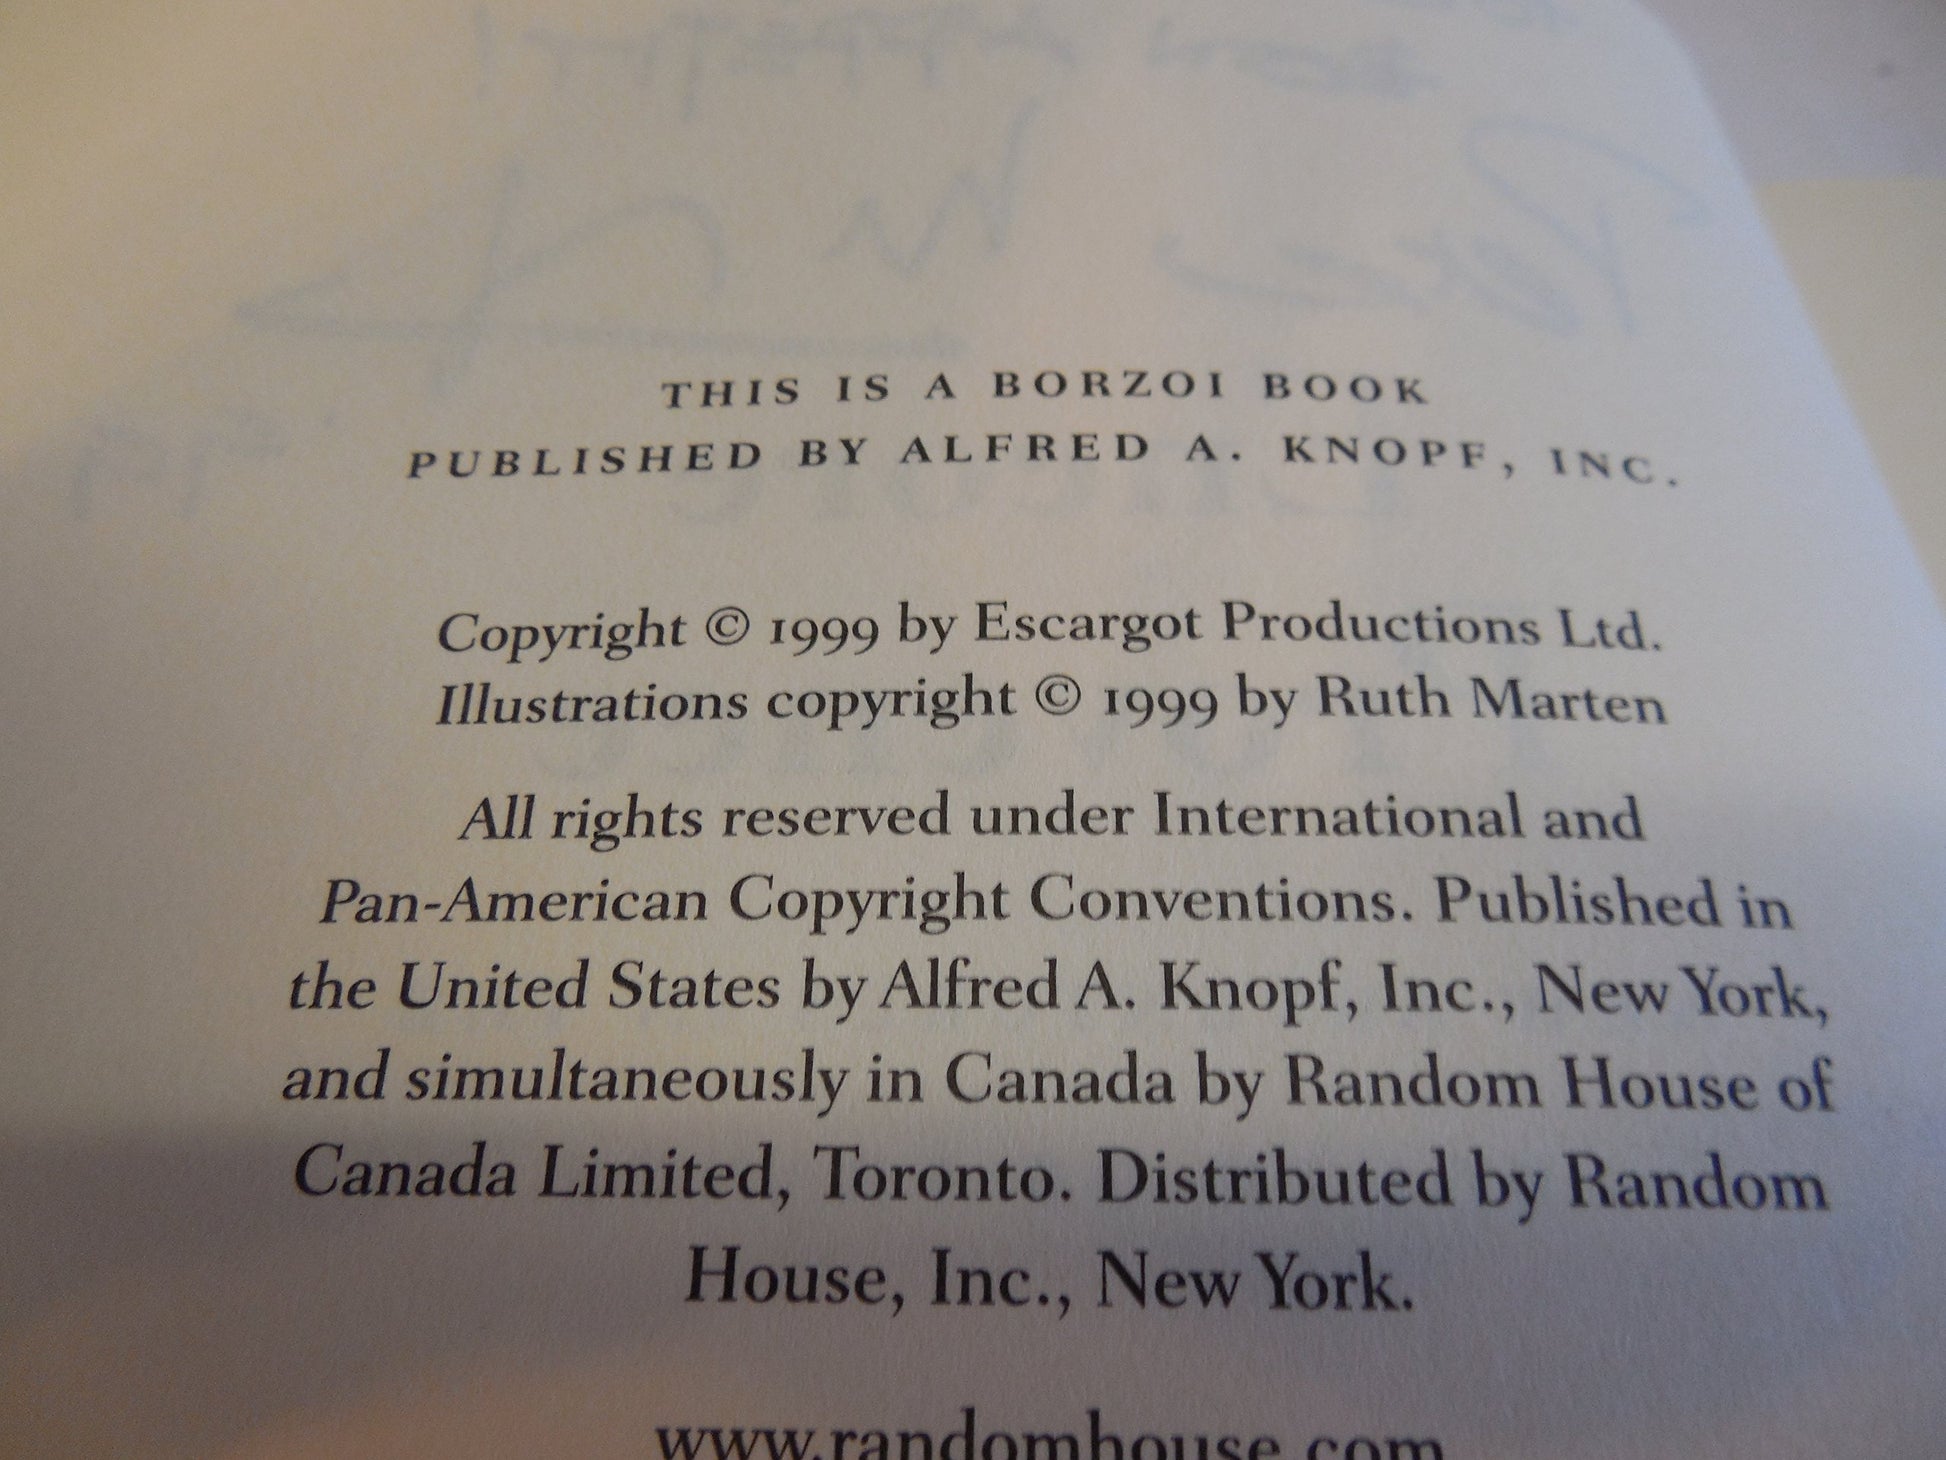 THIS IS A BORZOI BOOK
PUBLISHED BY ALFRED A. KNOPF, INC.
Copyright © 1999 by Escargot Productions Ltd.
Illustrations copyright © 1999 by Ruth Marten
All rights reserved under International and
Pan-American Copyright Conventions. Published in
the United States by Alfred A. Knopf, Inc., New York,
and simultaneously in Canada by Random House of
Canada Limited, Toronto. Distributed by Random
House, Inc., New York.
www.randomhouse.com